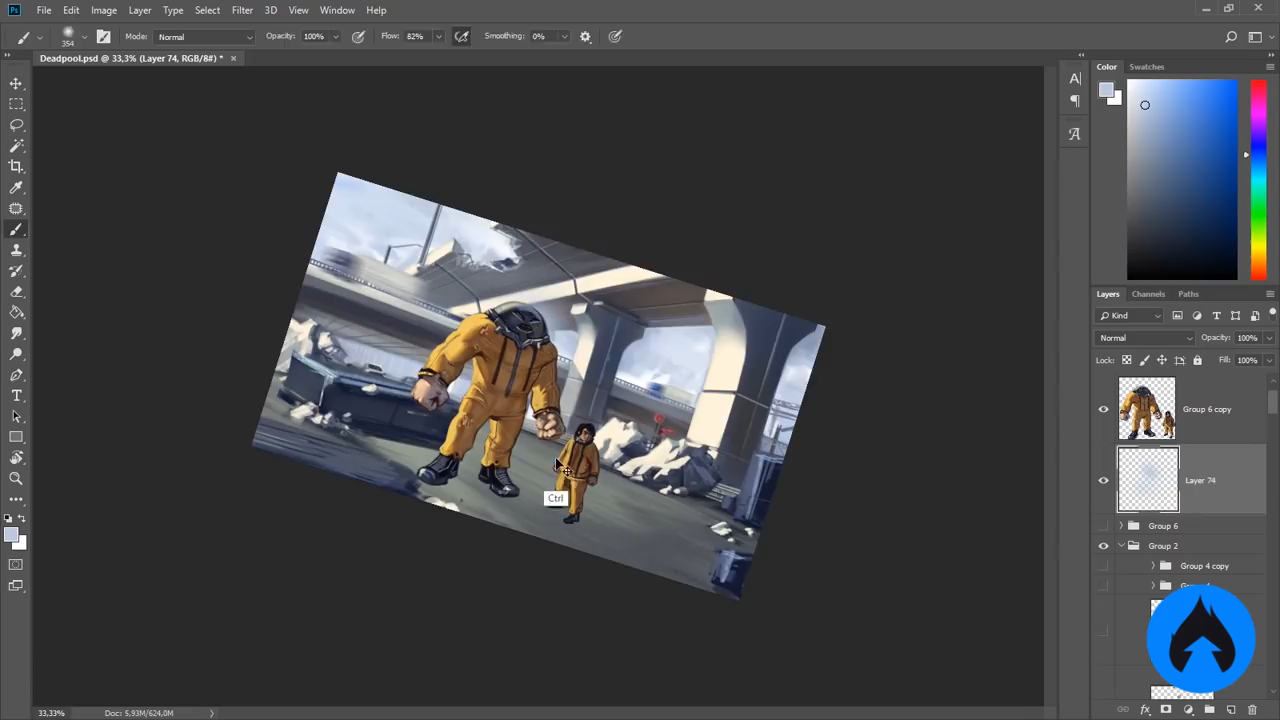 Ps File Edit Image Layer Type Select Filter 3D View Window Help
354 Mode: Normal Opacity: 100% Flow: 82% Smoothing: 0%
Deadpool.psd @ 33,3% (Layer 74, RGB/8#) *
Color Swatches
Layers Channels Paths
Kind
Normal Opacity: 100%
Lock: Fill: 100%
Group 6 copy
Layer 74
Group 6
Group 2
Group 4 copy
Ctrl
33,33% Doc: 5,93M/624,0M